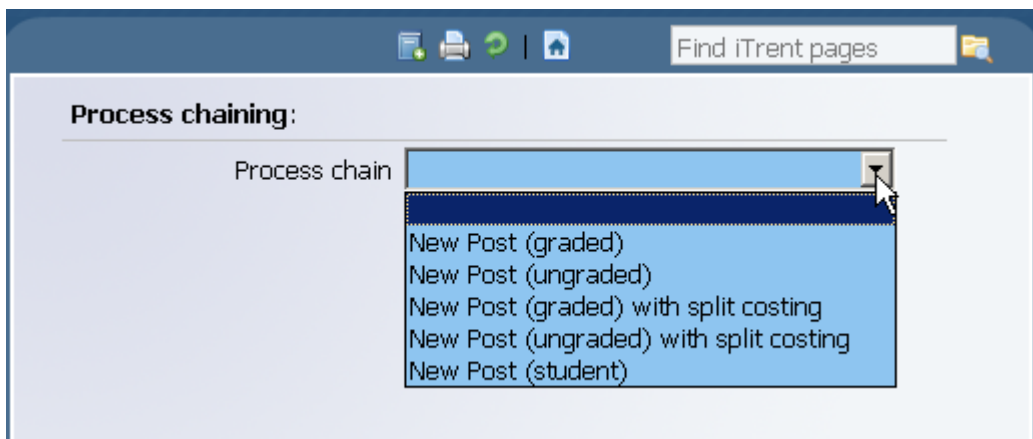 Find iTrent pages
Process chaining:
Process chain
New Post (graded)
New Post (ungraded)
New Post (graded) with split costing
New Post (ungraded) with split costing
New Post (student)